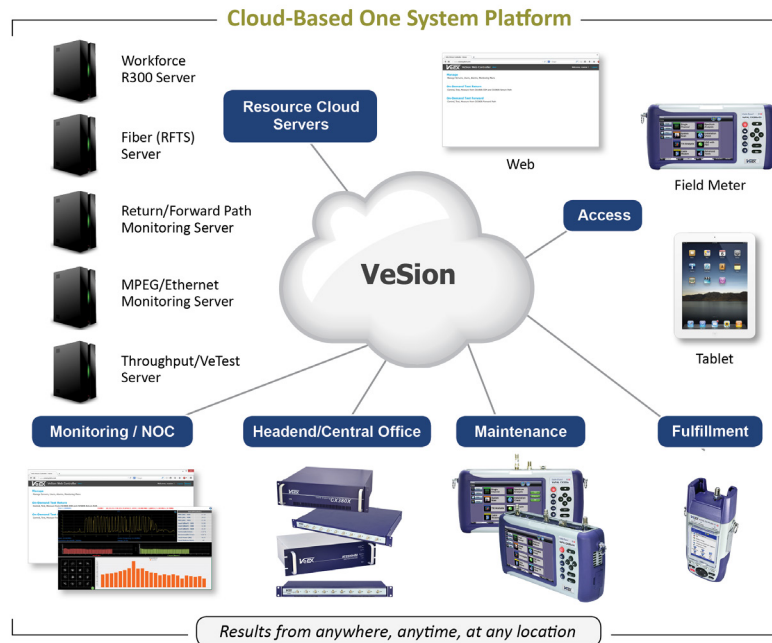 Cloud-Based One System Platform
Workforce
R300 Server
Fiber (RFTS)
Server
Return/Forward Path
Monitoring Server
MPEG/Ethernet
Monitoring Server
Throughput/VeTest
Server
Resource Cloud
Servers
Web
Field Meter
Access
VeSion
Tablet
Monitoring / NOC
Headend/Central Office
Maintenance
Fulfillment
CX380X
Results from anywhere, anytime, at any location